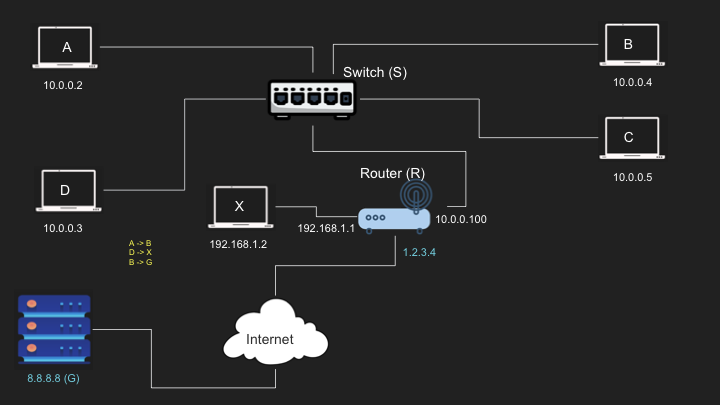 A
10.0.0.2
B
10.0.0.4
Switch (S)
C
10.0.0.5
D
10.0.0.3
Router (R)
X
192.168.1.2
192.168.1.1
10.0.0.100
1.2.3.4
A -> B
D -> X
B -> G
Internet
8.8.8.8 (G)